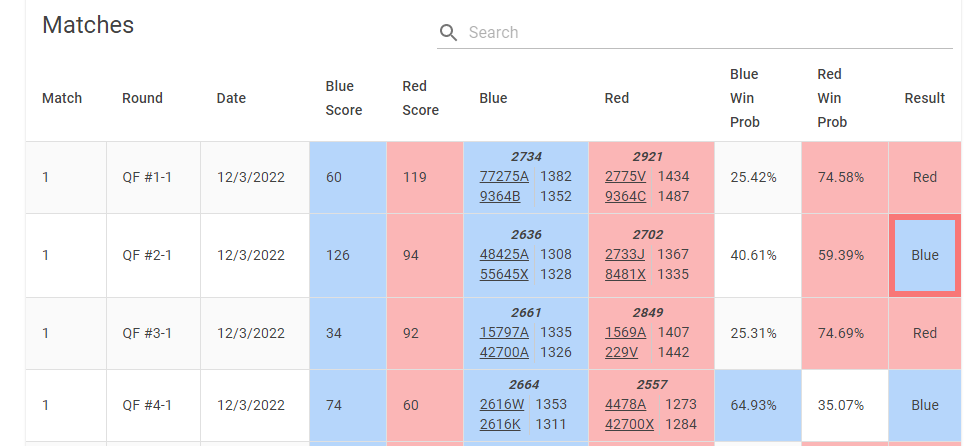 Matches
Search
Match Round Date Blue Score Red Score Blue Red Blue Win Prob Red Win Prob Result
2734 2921
1 QF #1-1 12/3/2022 60 119 77275A 1382 2775V 1434 25.42% 74.58% Red
9364B 1352 9364C 1487
2636 2702
1 QF #2-1 12/3/2022 126 94 48425A 1308 2733J 1367 40.61% 59.39% Blue
55645X 1328 8481X 1335
2661 2849
1 QF #3-1 12/3/2022 34 92 15797A 1335 1569A 1407 25.31% 74.69% Red
42700A 1326 229V 1442
2664 2557
1 QF #4-1 12/3/2022 74 60 2616W 1353 4478A 1273 64.93% 35.07% Blue
2616K 1311 42700X 1284